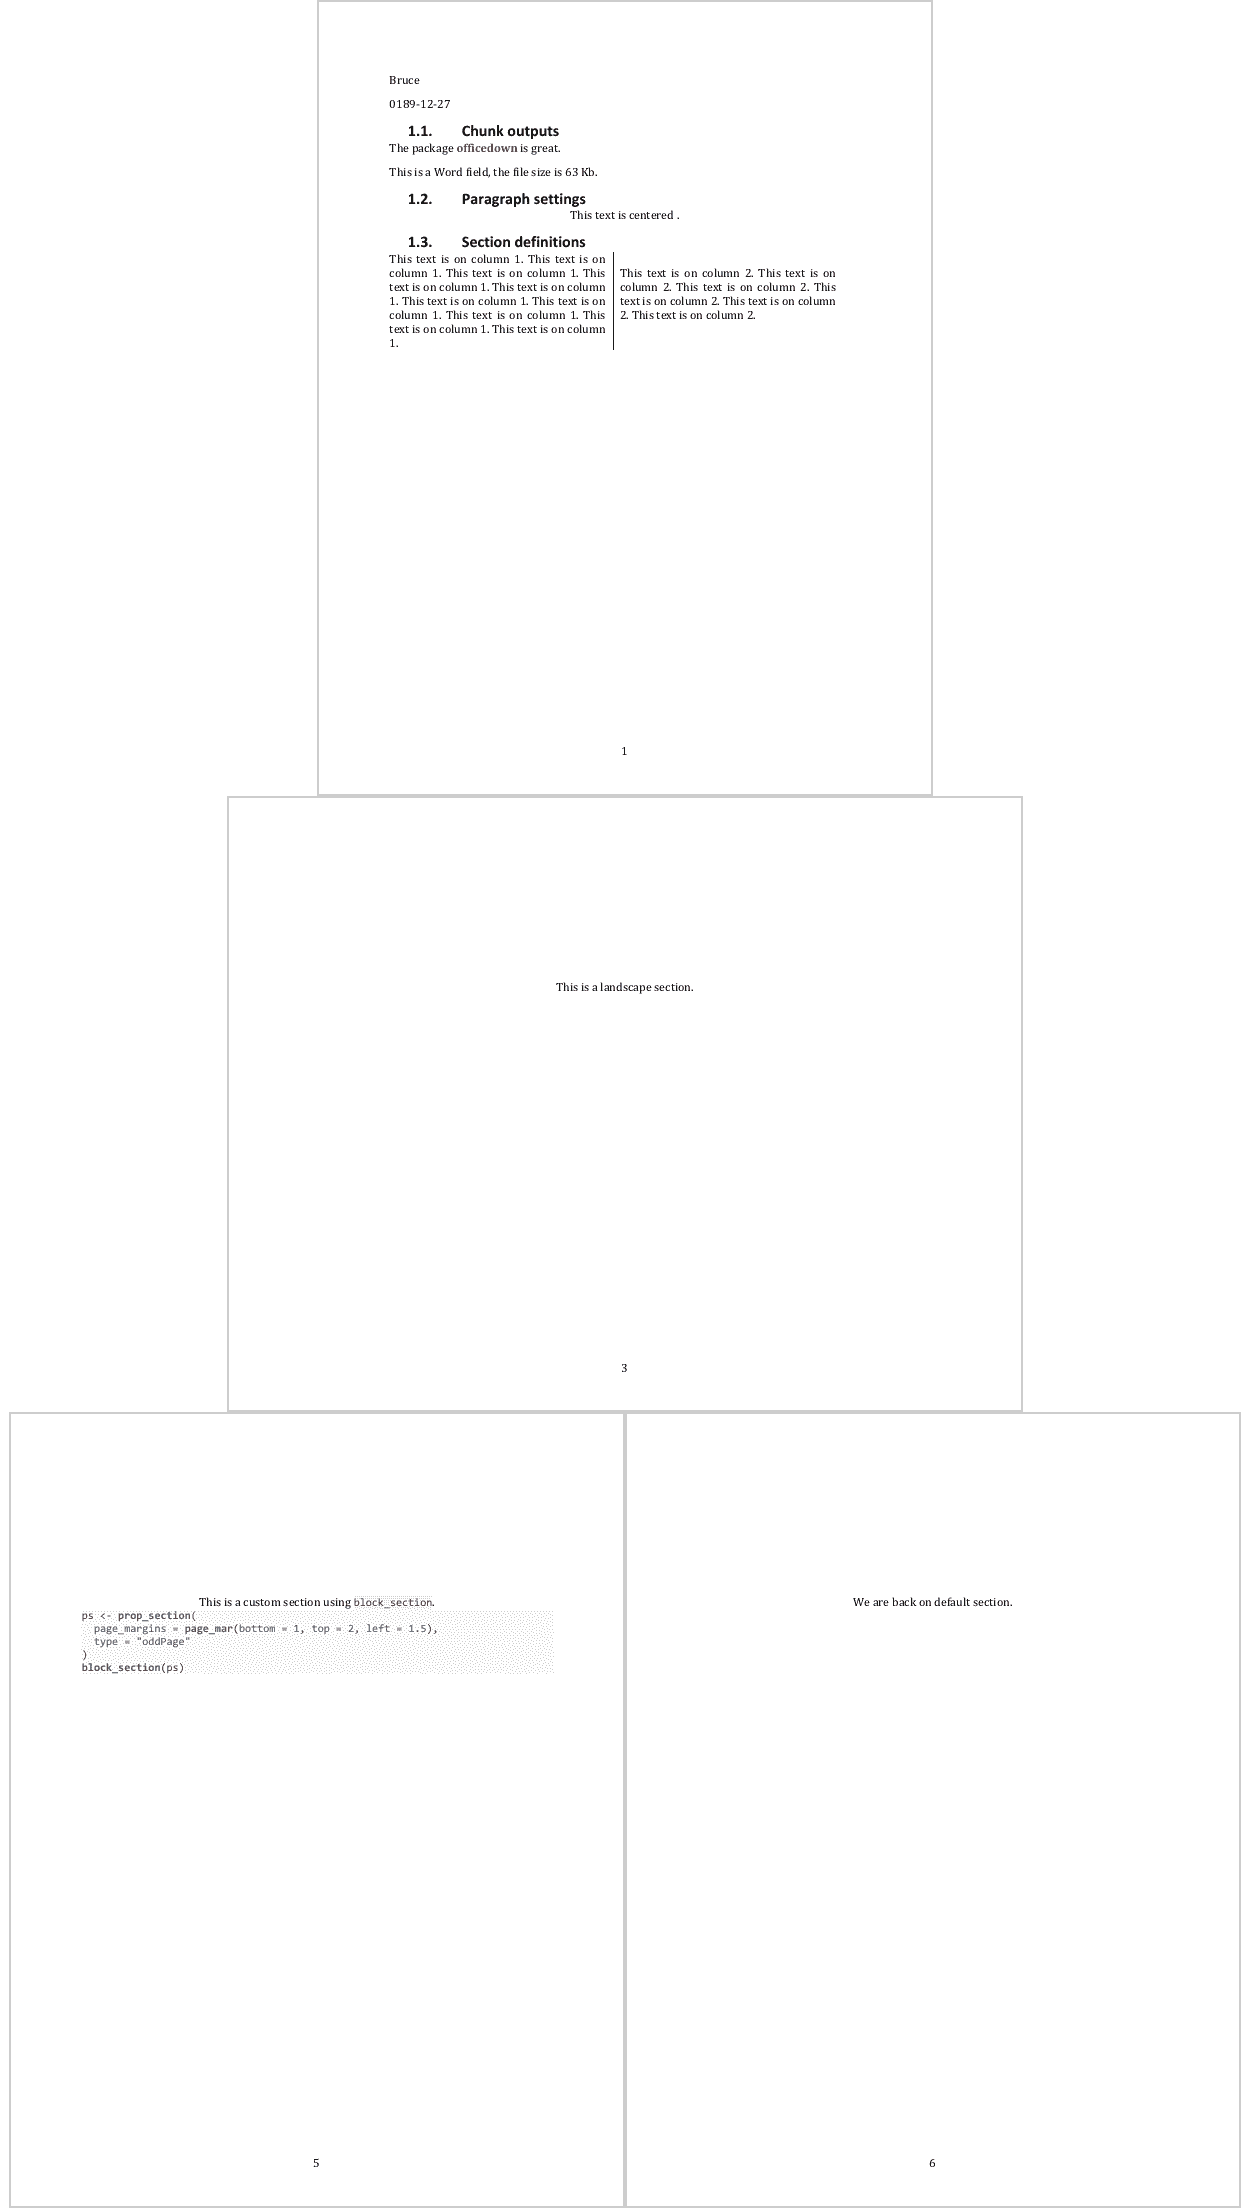 Bruce
0189-12-27
1.1. Chunk outputs
The package officedown is great.
This is a Word field, the file size is 63 Kb.
1.2. Paragraph settings
This text is centered .
1.3. Section definitions
This text is on column 1. This text is on
column 1. This text is on column 1. This
text is on column 1. This text is on column
1. This text is on column 1. This text is on
column 1. This text is on column 1. This
text is on column 1. This text is on column
1.
This text is on column 2. This text is on
column 2. This text is on column 2. This
text is on column 2. This text is on column
2. This text is on column 2.
1
This is a landscape section.
3
This is a custom section using block_section.
ps <- prop_section(
  page_margins = page_mar(bottom = 1, top = 2, left = 1.5),
  type = "oddPage"
)
block_section(ps)
5
We are back on default section.
6